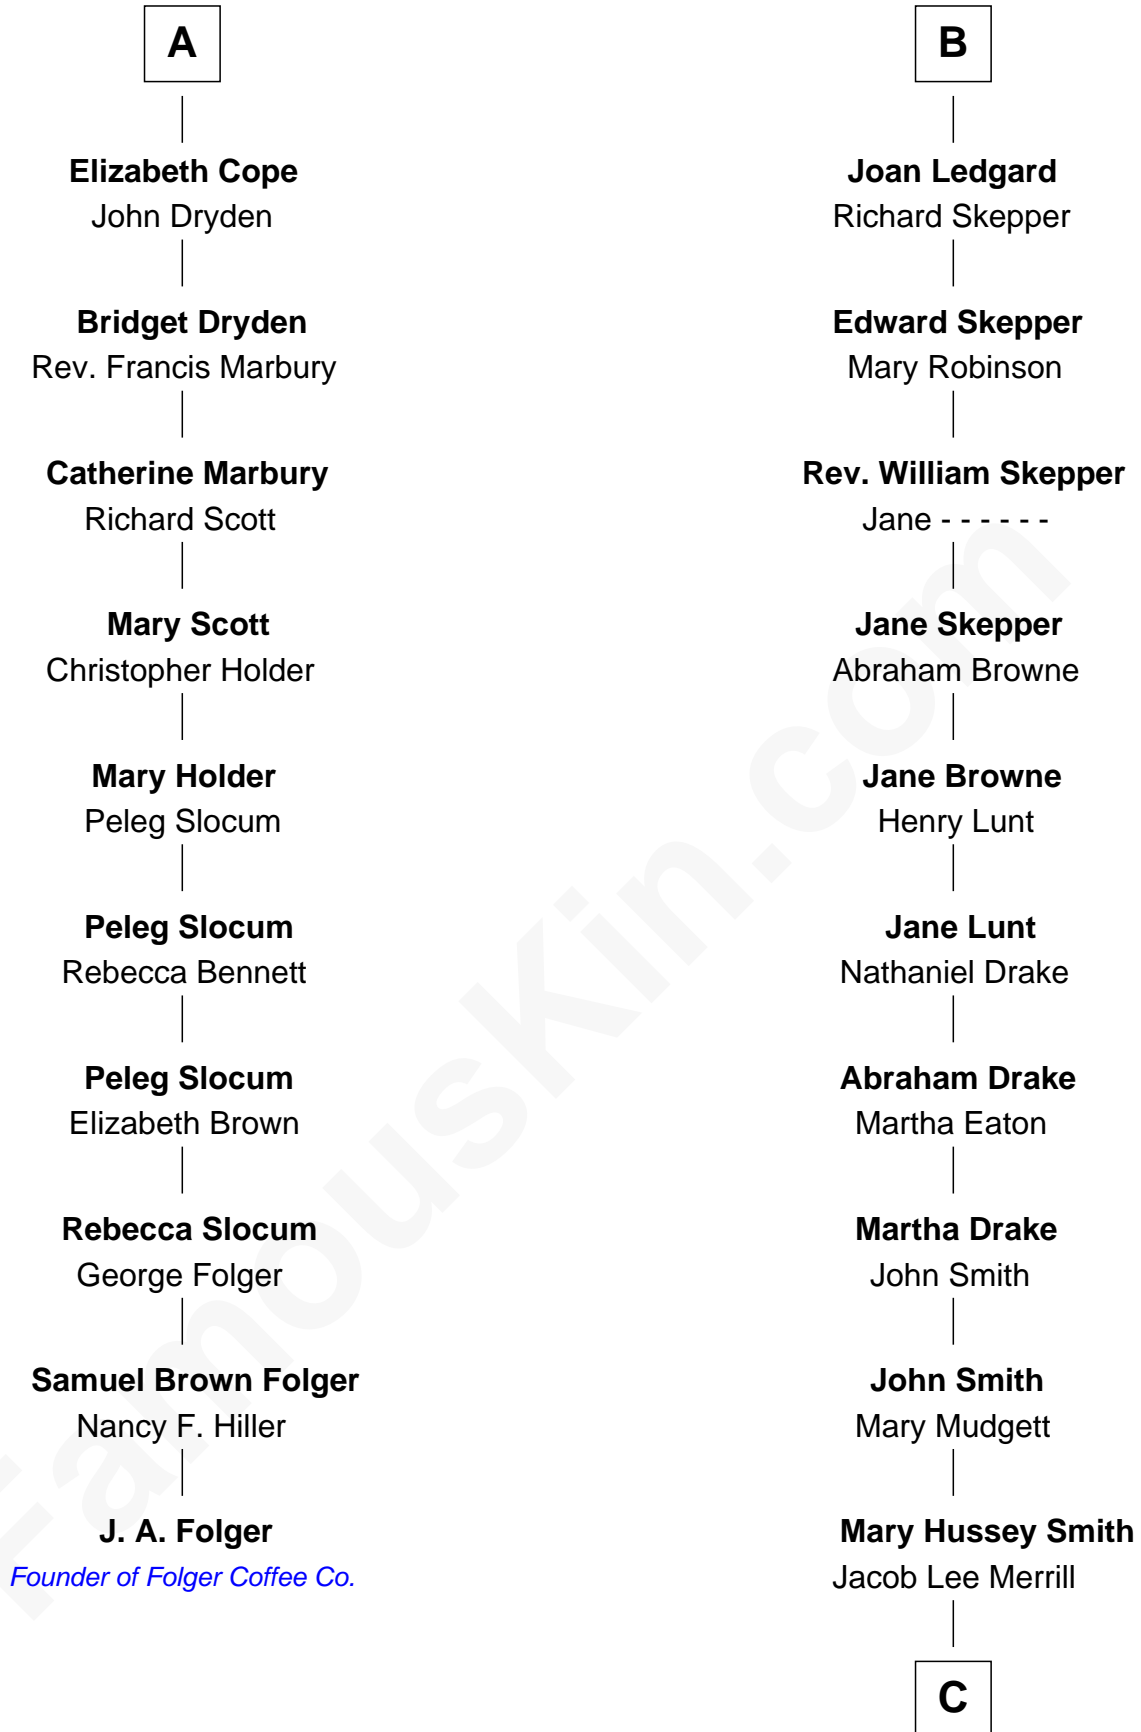 A
Elizabeth Cope
John Dryden
Bridget Dryden
Rev. Francis Marbury
Catherine Marbury
Richard Scott
Mary Scott
Christopher Holder
Mary Holder
Peleg Slocum
Peleg Slocum
Rebecca Bennett
Peleg Slocum
Elizabeth Brown
Rebecca Slocum
George Folger
Samuel Brown Folger
Nancy F. Hiller
J. A. Folger
Founder of Folger Coffee Co.
B
Joan Ledgard
Richard Skepper
Edward Skepper
Mary Robinson
Rev. William Skepper
Jane - - - - - -
Jane Skepper
Abraham Browne
Jane Browne
Henry Lunt
Jane Lunt
Nathaniel Drake
Abraham Drake
Martha Eaton
Martha Drake
John Smith
John Smith
Mary Mudgett
Mary Hussey Smith
Jacob Lee Merrill
C
FamousKin.com